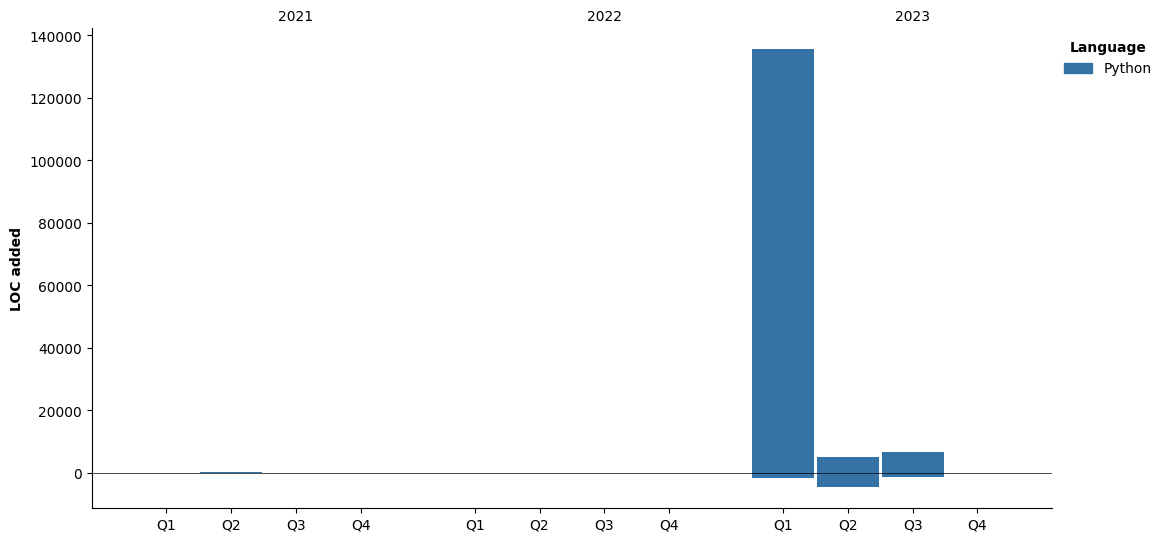 2021 2022 2023
Language
Python
LOC added
140000
120000
100000
80000
60000
40000
20000
0
Q1 Q2 Q3 Q4 Q1 Q2 Q3 Q4 Q1 Q2 Q3 Q4